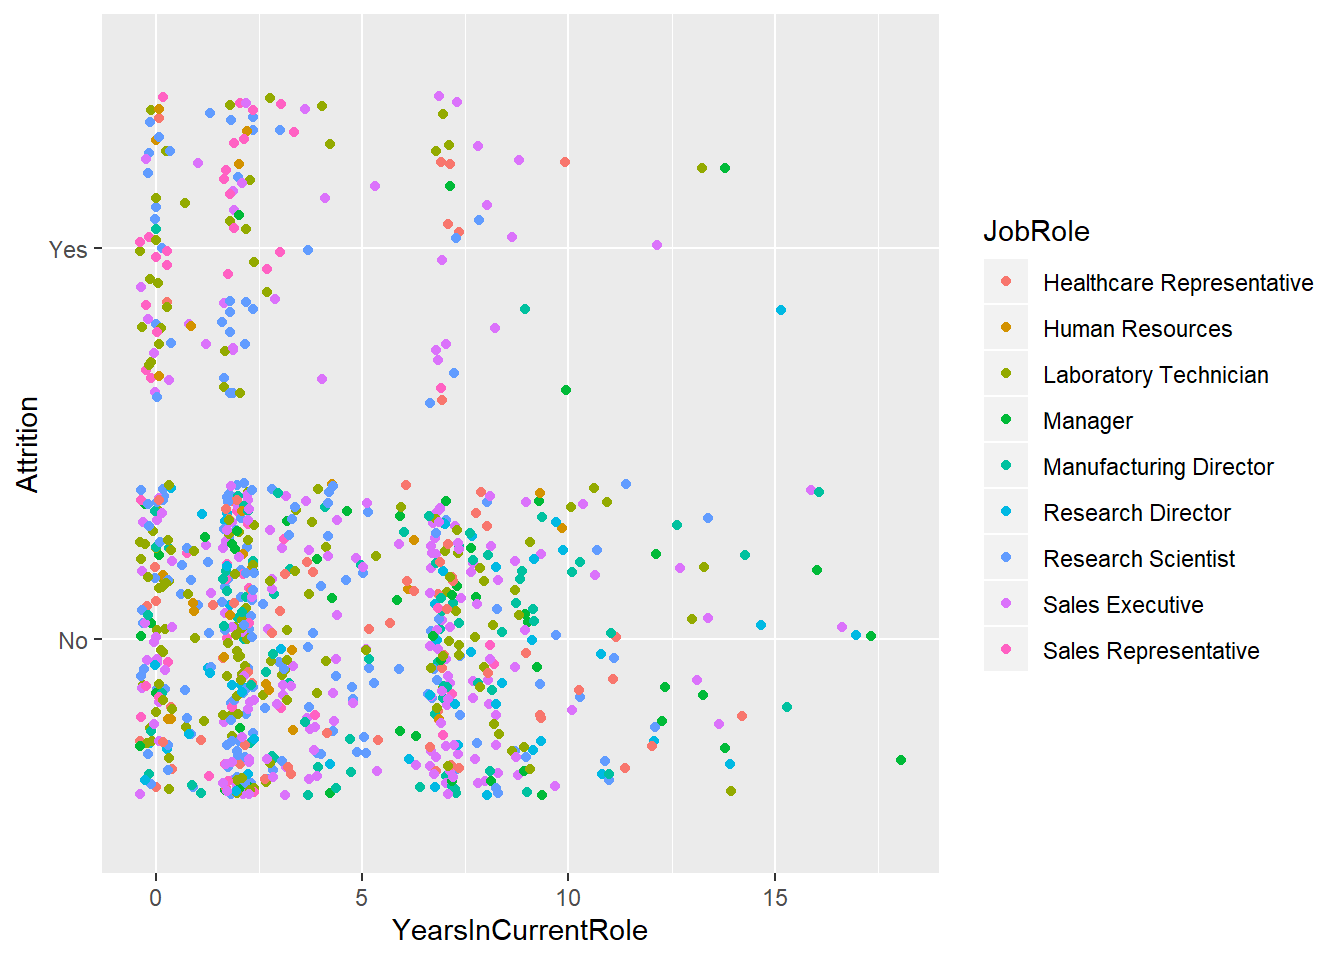 Attrition
Yes
No
0
5
10
15
YearsInCurrentRole
JobRole
Healthcare Representative
Human Resources
Laboratory Technician
Manager
Manufacturing Director
Research Director
Research Scientist
Sales Executive
Sales Representative